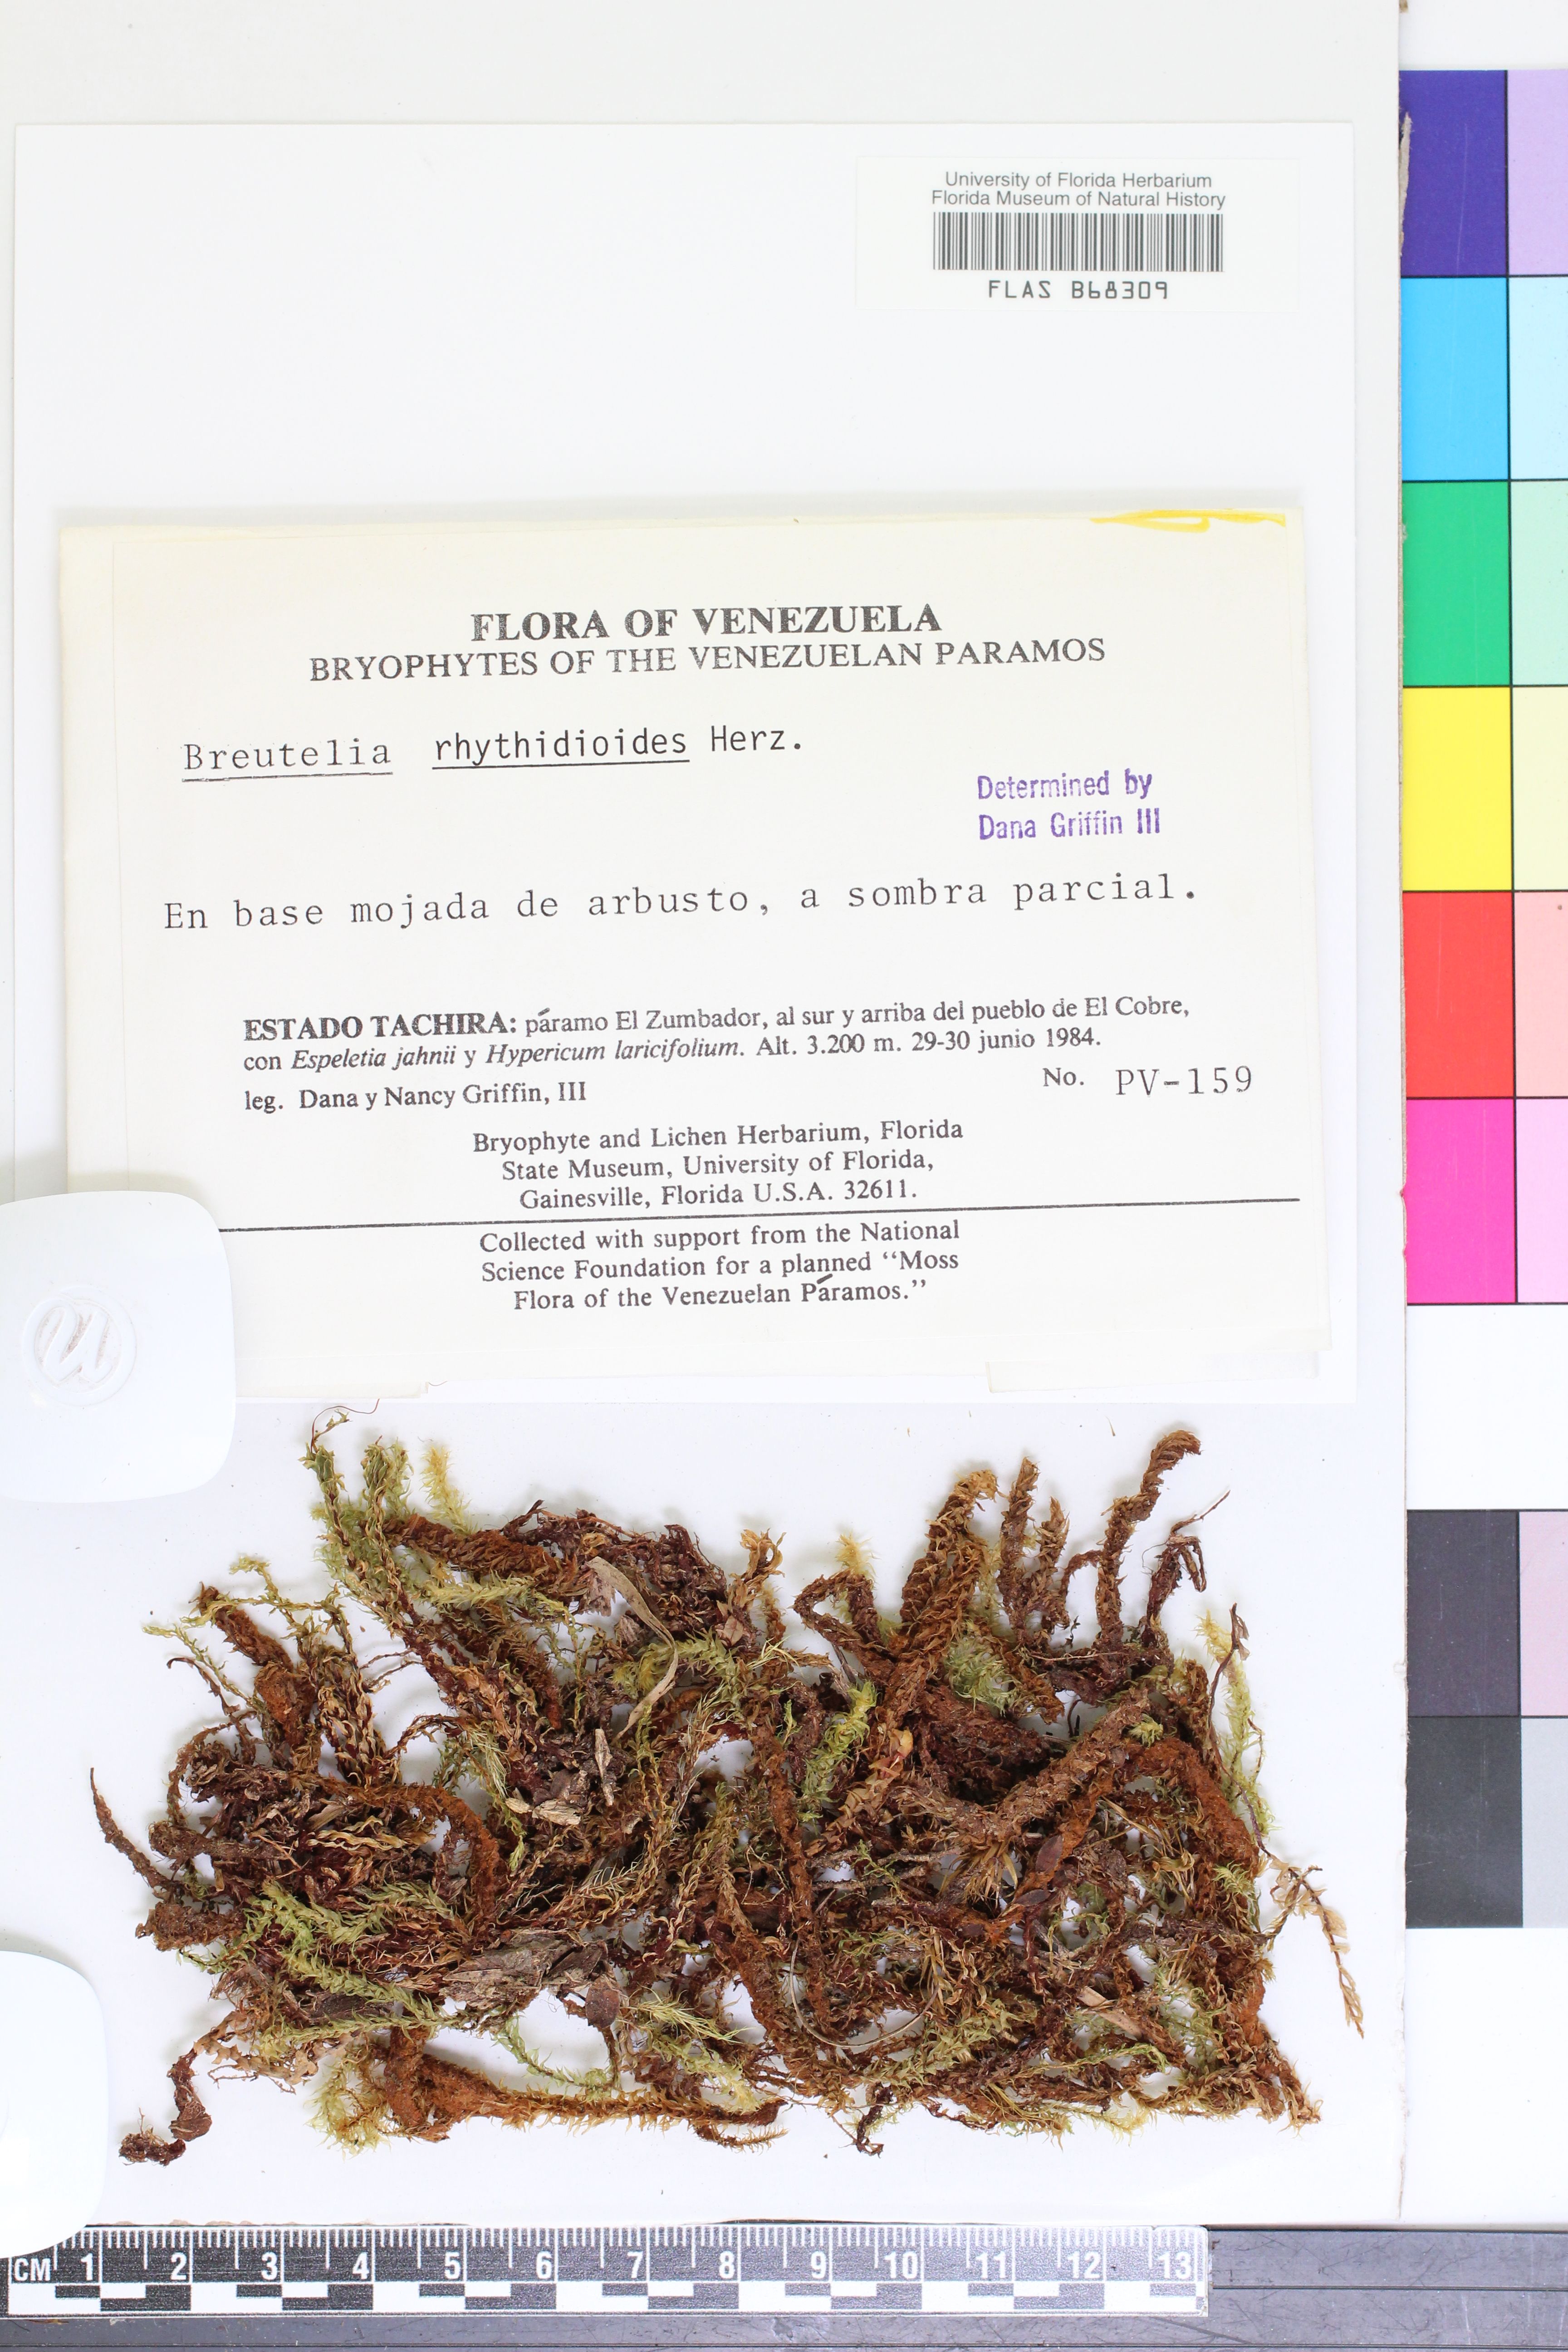 University of Florida Herbarium
Florida Museum of Natural History
FLAS B68309
FLORA OF VENEZUELA
BRYOPHYTES OF THE VENEZUELAN PARAMOS
Breutelia rhythidioides Herz.
Determined by
Dana Griffin III
En base mojada de arbusto, a sombra parcial.
ESTADO TACHIRA: páramo El Zumbador, al sur y arriba del pueblo de El Cobre,
con Espeletia jahnii y Hypericum laricifolium. Alt. 3.200 m. 29-30 junio 1984.
leg. Dana y Nancy Griffin, III No. PV-159
Bryophyte and Lichen Herbarium, Florida
State Museum, University of Florida,
Gainesville, Florida U.S.A. 32611.
Collected with support from the National
Science Foundation for a planned “Moss
Flora of the Venezuelan Páramos.”
CM 1 2 3 4 5 6 7 8 9 10 11 12 13